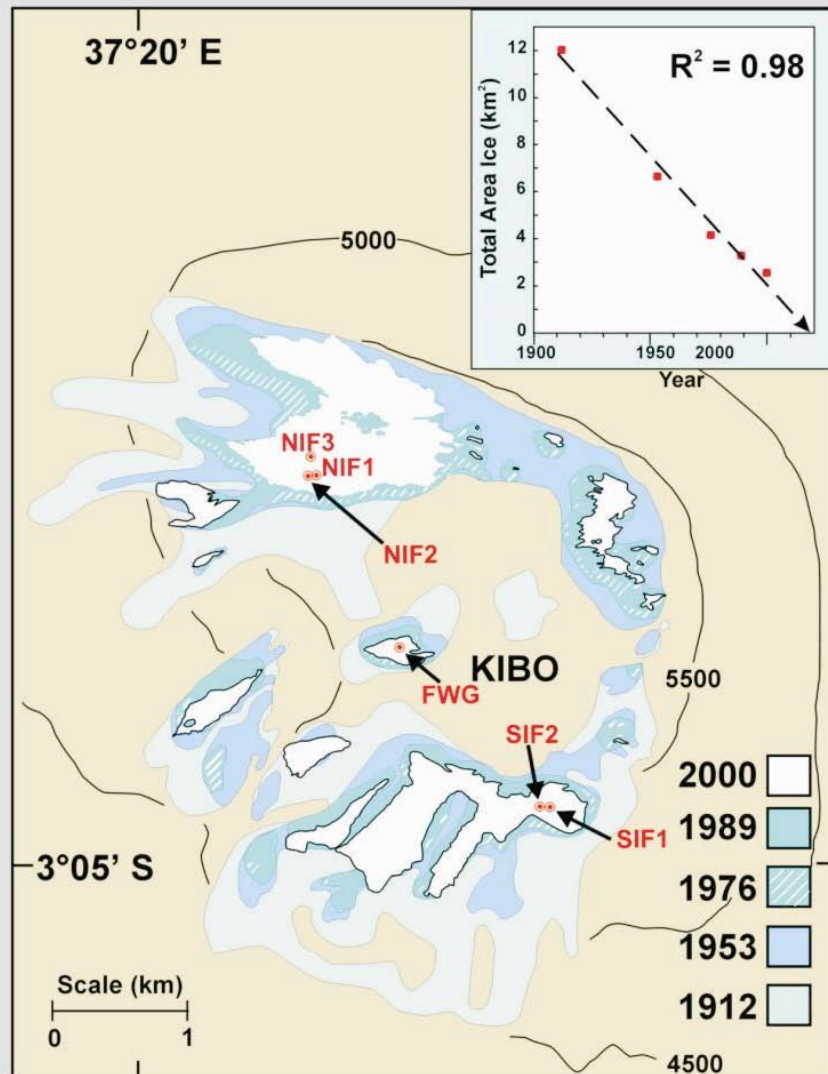 37°20' E
R² = 0.98
Total Area Ice (km²)
12
10
8
6
4
2
0
1900
1950
2000
Year
5000
NIF3
NIF1
NIF2
KIBO
FWG
5500
SIF2
SIF1
3°05' S
2000
1989
1976
1953
1912
Scale (km)
0
1
4500